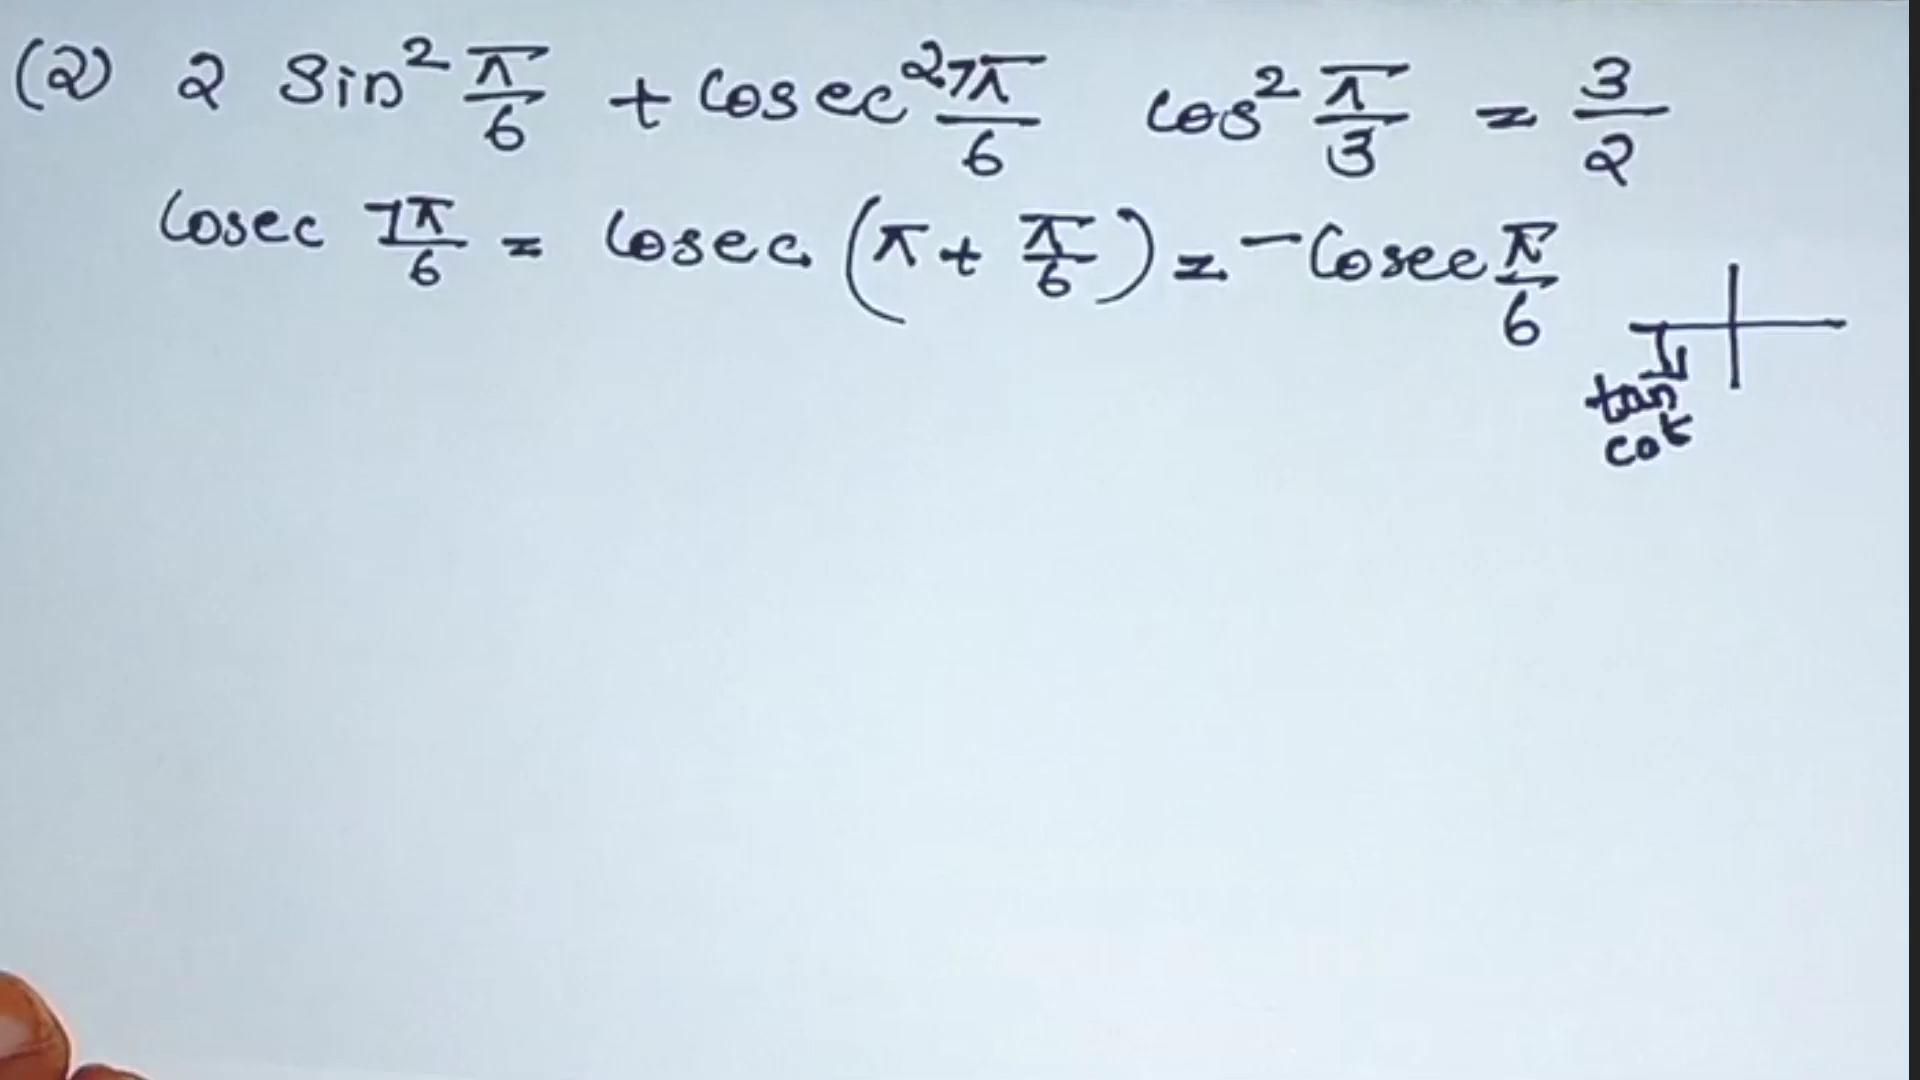 (2) 2 sin² π/6 + cosec² 7π/6 cos² π/3 = 3/2
cosec 7π/6 = cosec (π + π/6) = -cosec π/6
III
tan
cot